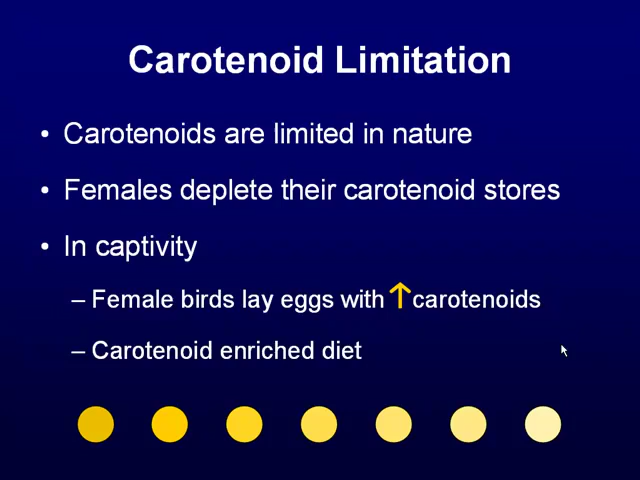 Carotenoid Limitation
• Carotenoids are limited in nature
• Females deplete their carotenoid stores
• In captivity
– Female birds lay eggs with ↑ carotenoids
– Carotenoid enriched diet